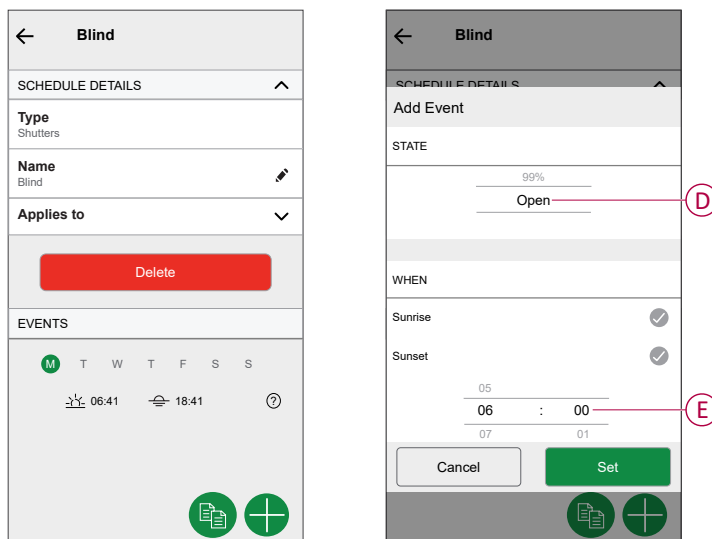 Blind
SCHEDULE DETAILS
Type
Shutters
Name
Blind
Applies to
Delete
EVENTS
M T W T F S S
06:41 18:41 ?
Blind
SCHEDULE DETAILS
Add Event
STATE
99%
Open
D
WHEN
Sunrise
Sunset
05
06 : 00
E
07 01
Cancel Set